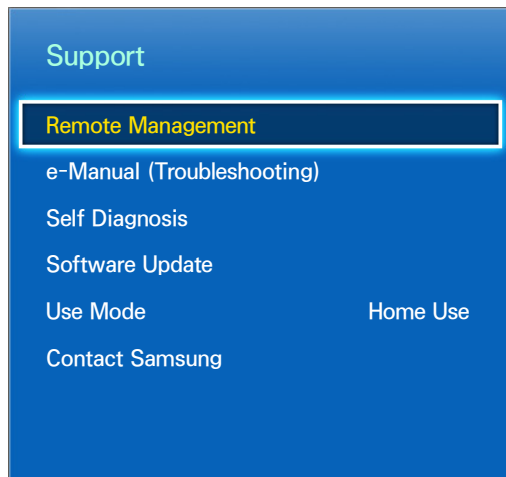 Support
Remote Management
e-Manual (Troubleshooting)
Self Diagnosis
Software Update
Use Mode Home Use
Contact Samsung